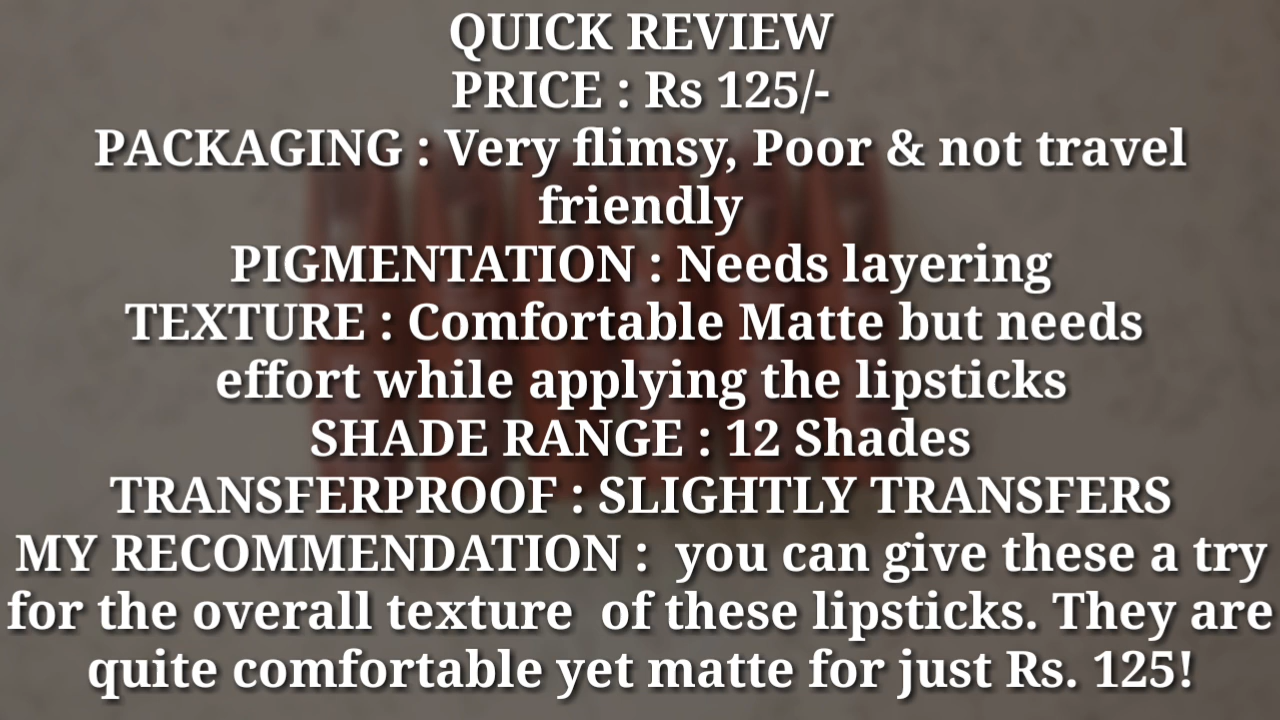 QUICK REVIEW
PRICE : Rs 125/-
PACKAGING : Very flimsy, Poor & not travel
friendly
PIGMENTATION : Needs layering
TEXTURE : Comfortable Matte but needs
effort while applying the lipsticks
SHADE RANGE : 12 Shades
TRANSFERPROOF : SLIGHTLY TRANSFERS
MY RECOMMENDATION :  you can give these a try
for the overall texture  of these lipsticks. They are
quite comfortable yet matte for just Rs. 125!